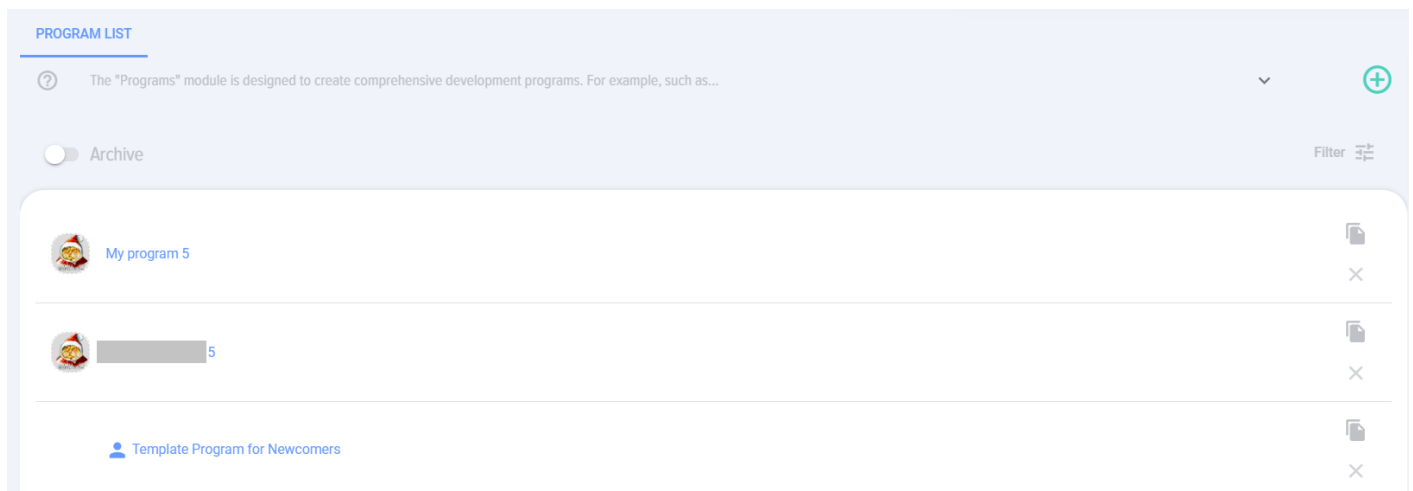 PROGRAM LIST
The "Programs" module is designed to create comprehensive development programs. For example, such as...
Archive
Filter
My program 5
5
Template Program for Newcomers